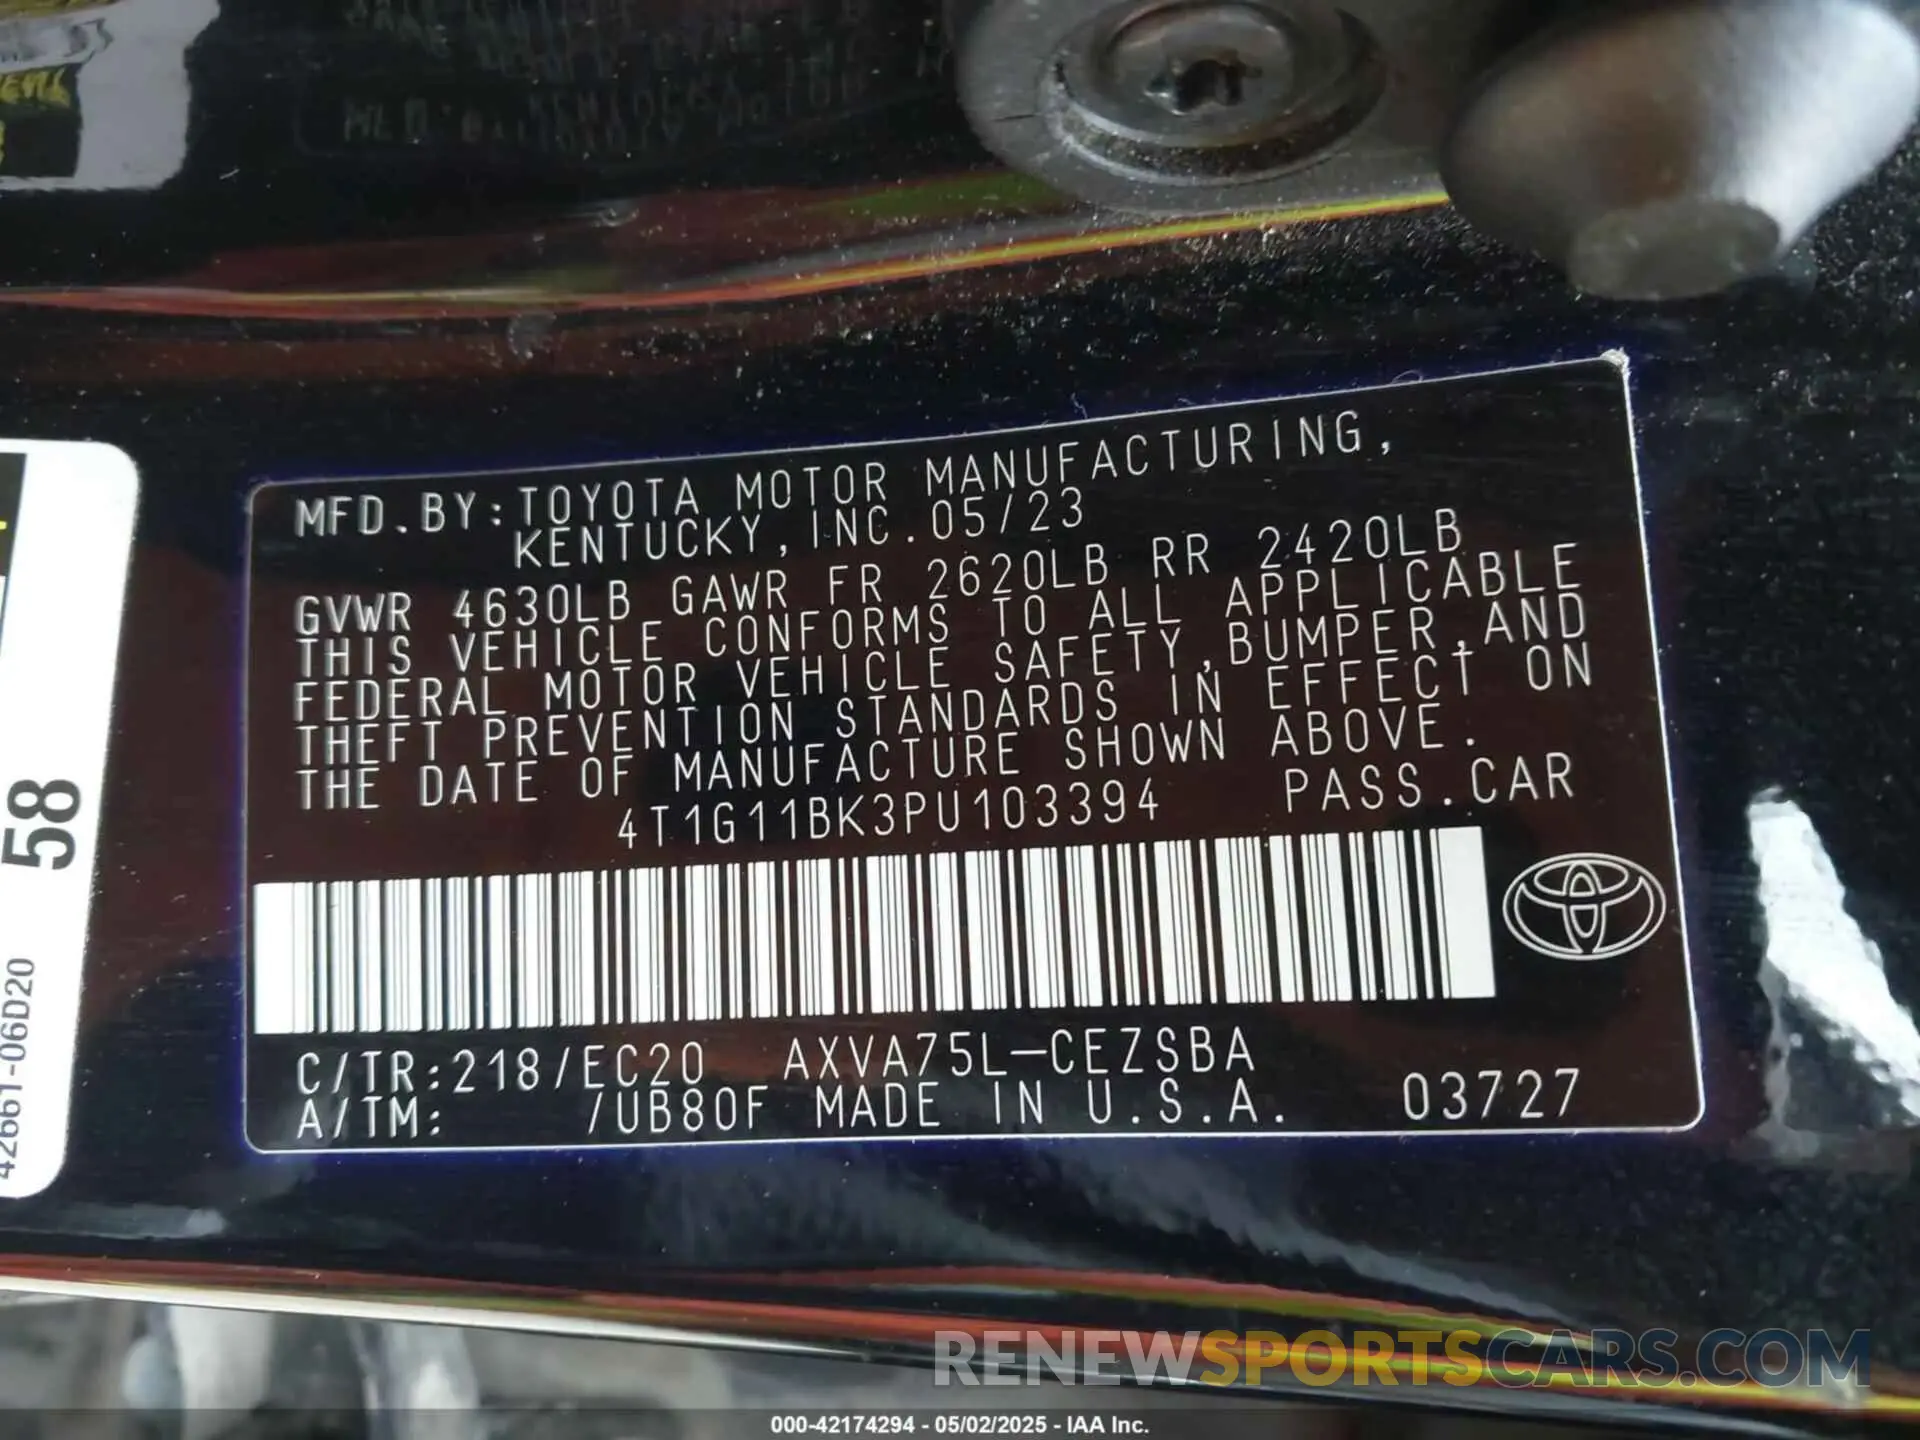 MFD.BY:TOYOTA MOTOR MANUFACTURING,
KENTUCKY,INC.05/23
GVWR 4630LB GAWR FR 2620LB RR 2420LB
THIS VEHICLE CONFORMS TO ALL APPLICABLE
FEDERAL MOTOR VEHICLE SAFETY,BUMPER,AND
THEFT PREVENTION STANDARDS IN EFFECT ON
THE DATE OF MANUFACTURE SHOWN ABOVE.
4T1G11BK3PU103394 PASS.CAR
C/TR:218/EC20 AXVA75L-CEZSBA
A/TM: /UB80F MADE IN U.S.A. 03727
58
42661-06D20
RENEWSPORTSCARS.COM
000-42174294 - 05/02/2025 - IAA Inc.